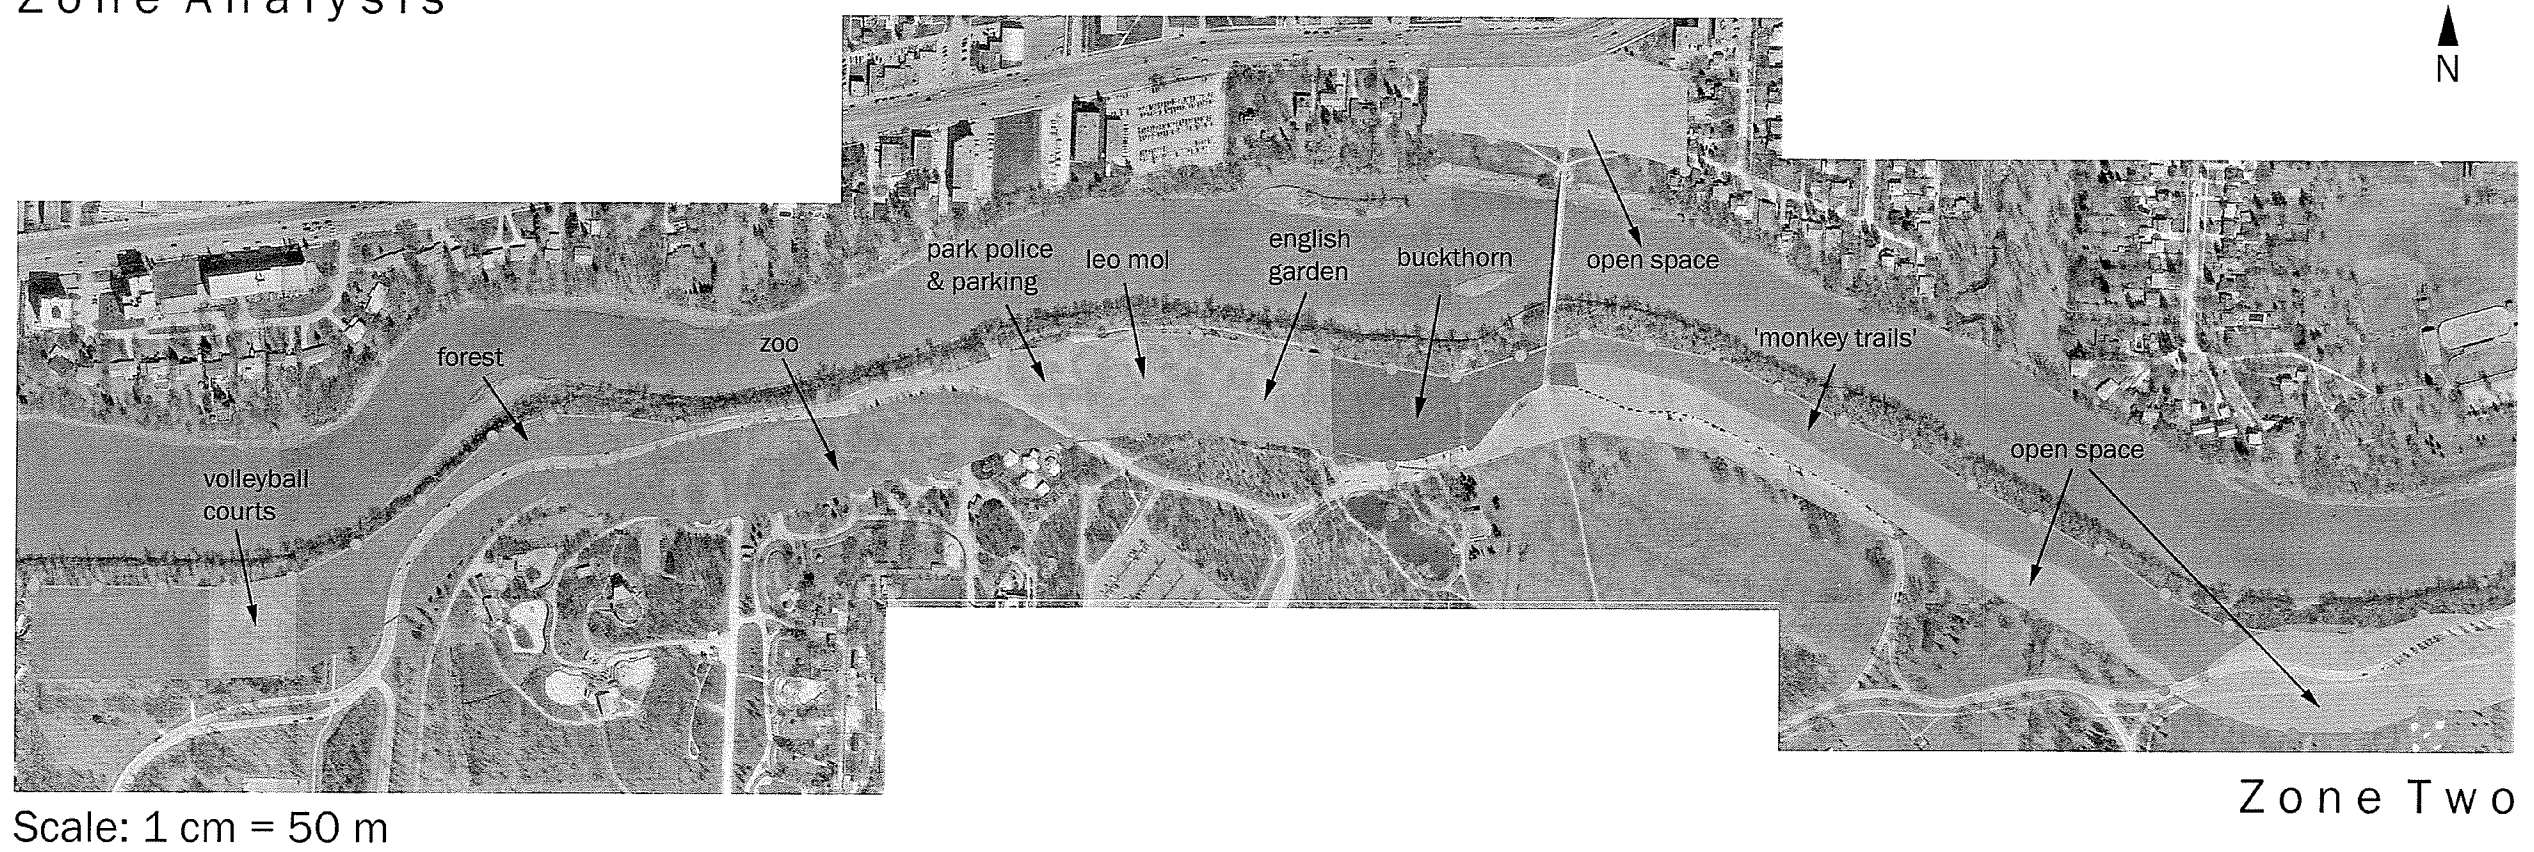 Zone Analysis
N
park police
& parking
leo mol
english
garden
buckthorn
open space
forest
zoo
'monkey trails'
open space
volleyball
courts
Zone Two
Scale: 1 cm = 50 m